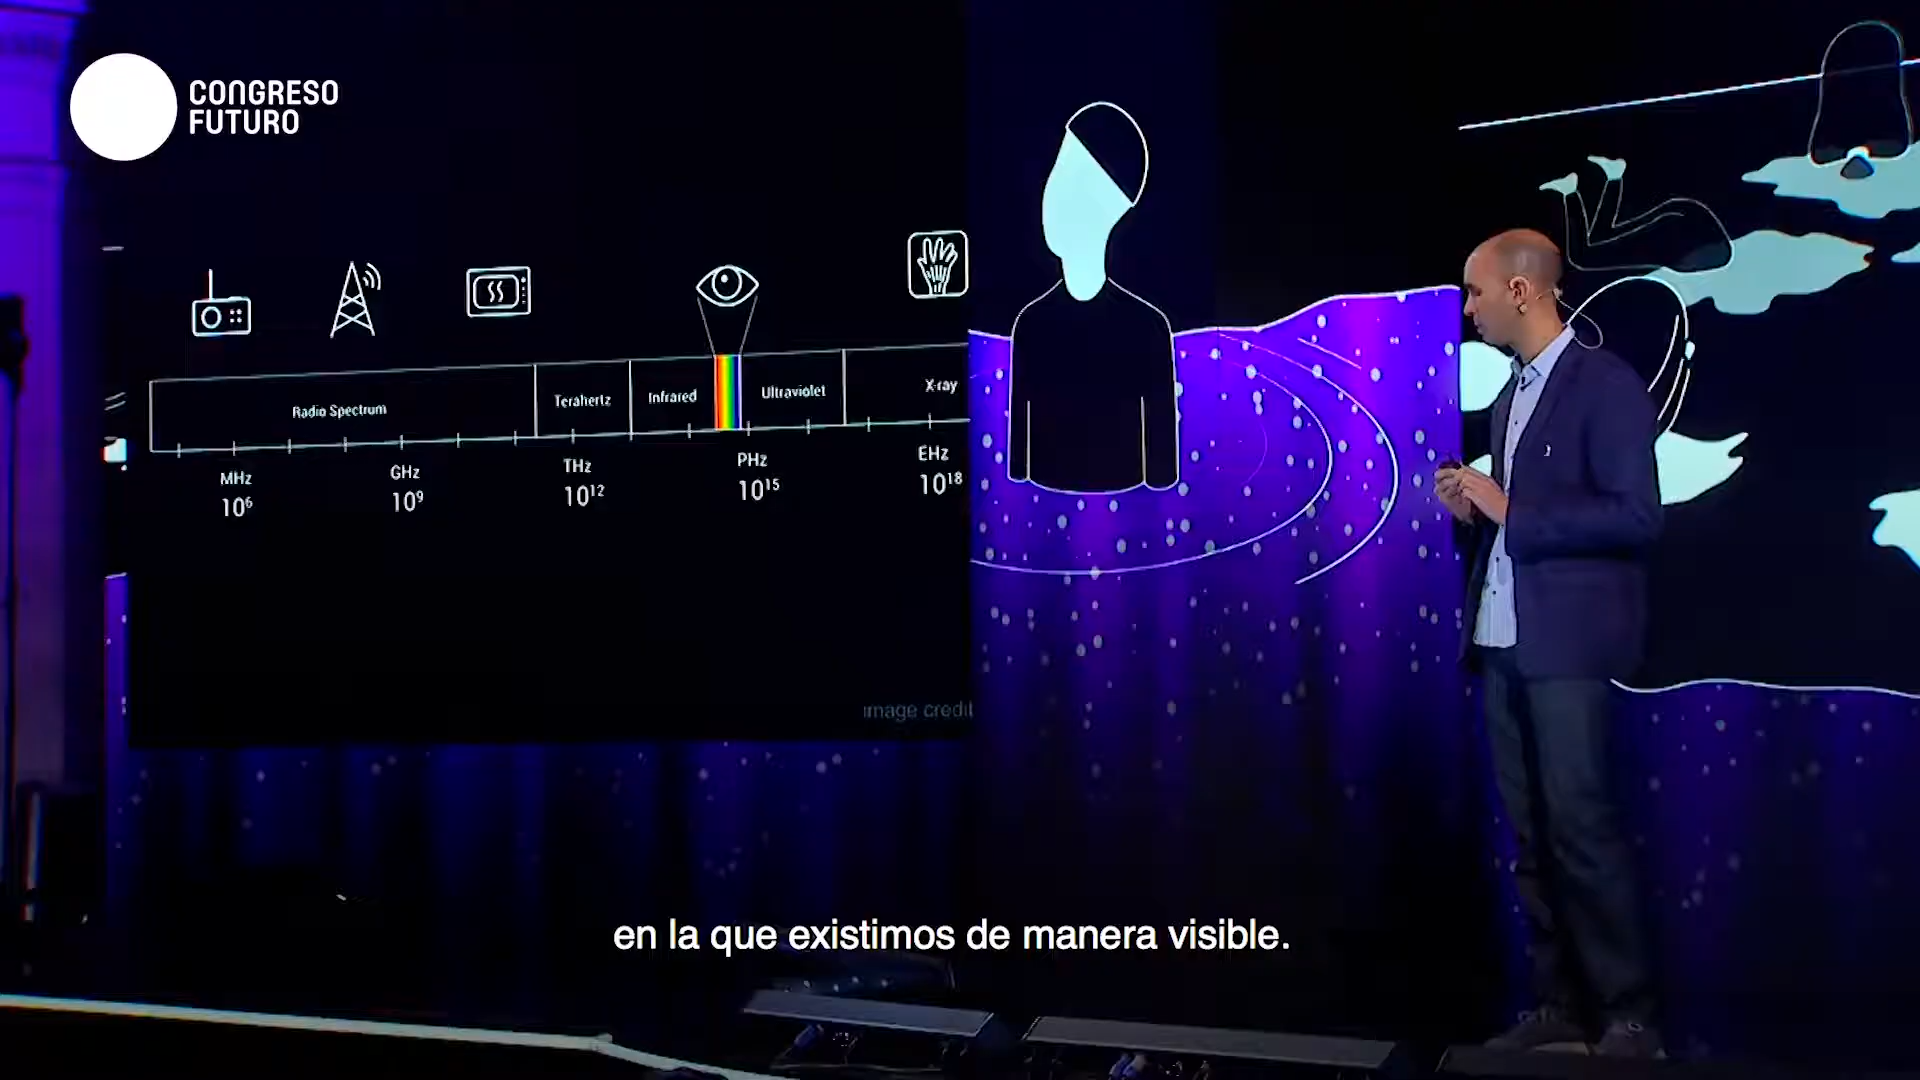 CONGRESO
FUTURO
Radio Spectrum
Terahertz
Infrared
Ultraviolet
X-ray
MHz
GHz
THz
PHz
EHz
10⁶
10⁹
10¹²
10¹⁵
10¹⁸
image credit
en la que existimos de manera visible.